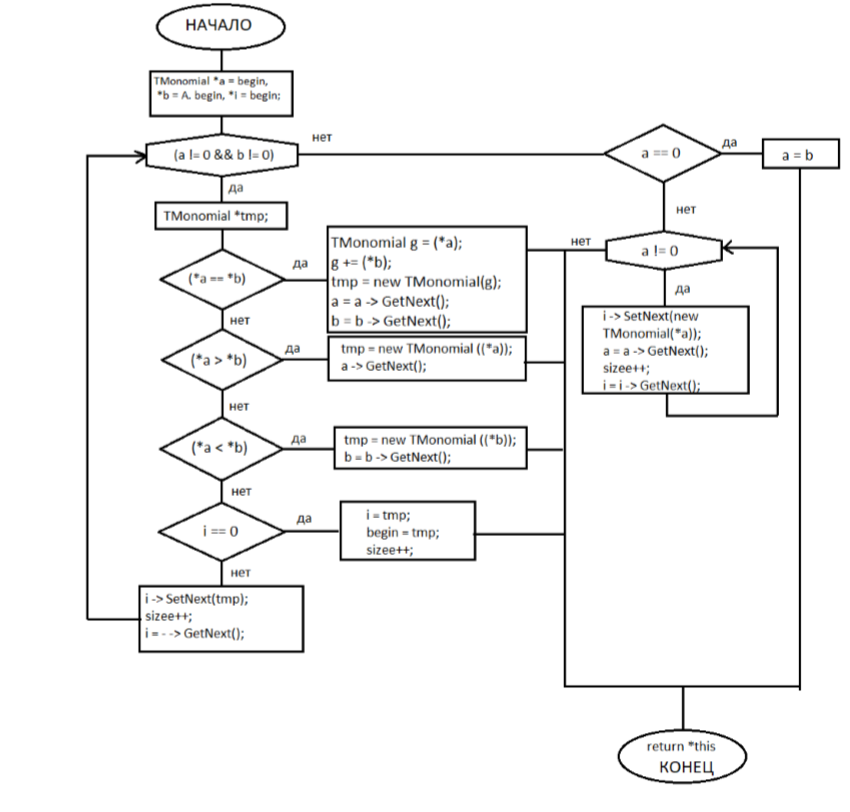 НАЧАЛО
TMonomial *a = begin,
*b = A. begin, *i = begin;
(a != 0 && b != 0)
нет
да
TMonomial *tmp;
(*a == *b)
да
TMonomial g = (*a);
g += (*b);
tmp = new TMonomial(g);
a = a -> GetNext();
b = b -> GetNext();
нет
(*a > *b)
да
tmp = new TMonomial ((*a));
a -> GetNext();
нет
(*a < *b)
да
tmp = new TMonomial ((*b));
b = b -> GetNext();
нет
i == 0
да
i = tmp;
begin = tmp;
sizee++;
нет
i -> SetNext(tmp);
sizee++;
i = - -> GetNext();
a == 0
да
a = b
нет
a != 0
нет
да
i -> SetNext(new
TMonomial(*a));
a = a -> GetNext();
sizee++;
i = i -> GetNext();
return *this
КОНЕЦ